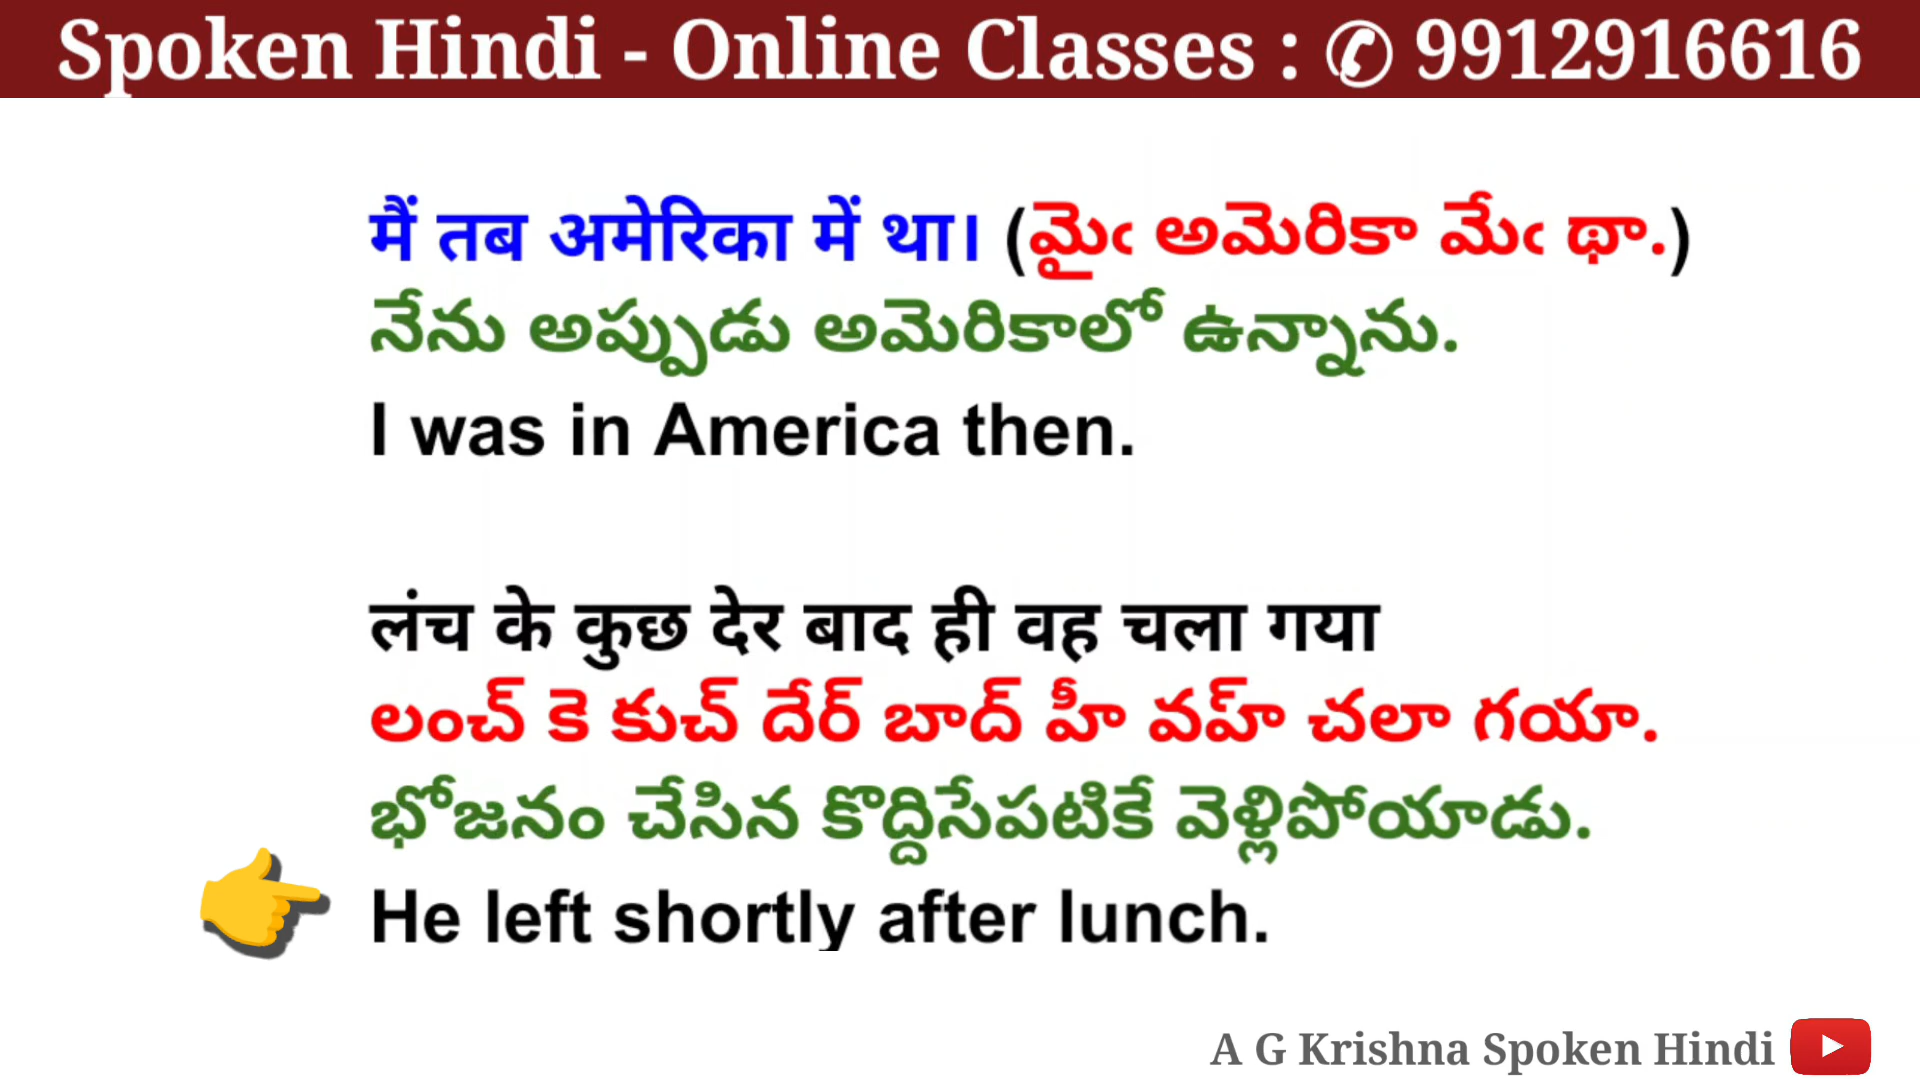 Spoken Hindi - Online Classes : ✆ 9912916616
मैं तब अमेरिका में था। (మైఁ అమెరికా మేఁ థా.)
నేను అప్పుడు అమెరికాలో ఉన్నాను.
I was in America then.
लंच के कुछ देर बाद ही वह चला गया
లంచ్ కె కుచ్ దేర్ బాద్ హీ వహ్ చలా గయా.
భోజనం చేసిన కొద్దిసేపటికే వెళ్లిపోయాడు.
He left shortly after lunch.
A G Krishna Spoken Hindi